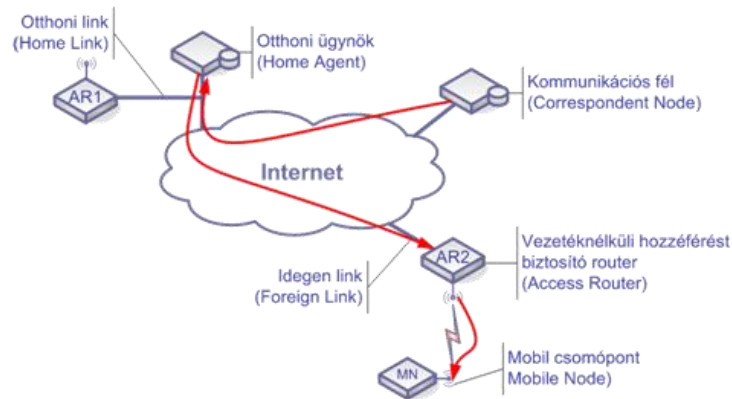 Otthoni link
(Home Link)
Otthoni ügynök
(Home Agent)
AR1
Kommunikációs fél
(Correspondent Node)
Internet
AR2
Vezetéknélküli hozzéférést
biztosító router
(Access Router)
Idegen link
(Foreign Link)
MN
Mobil csomópont
Mobile Node)